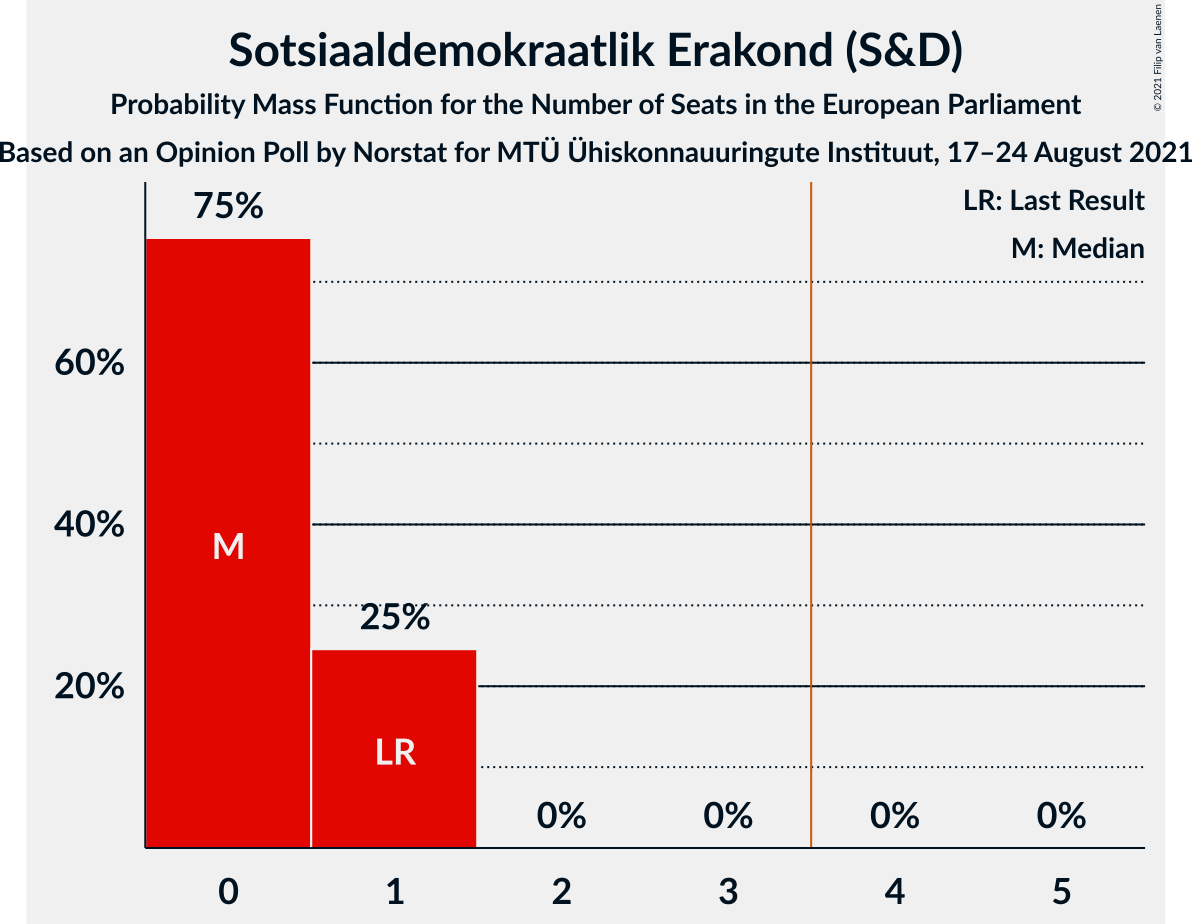 Sotsiaaldemokraatlik Erakond (S&D)
Probability Mass Function for the Number of Seats in the European Parliament
Based on an Opinion Poll by Norstat for MTÜ Ühiskonnauuringute Instituut, 17–24 August 2021
© 2021 Filip van Laenen
LR: Last Result
M: Median
75%
60%
40%
M
25%
20%
LR
0% 0% 0% 0%
0 1 2 3 4 5